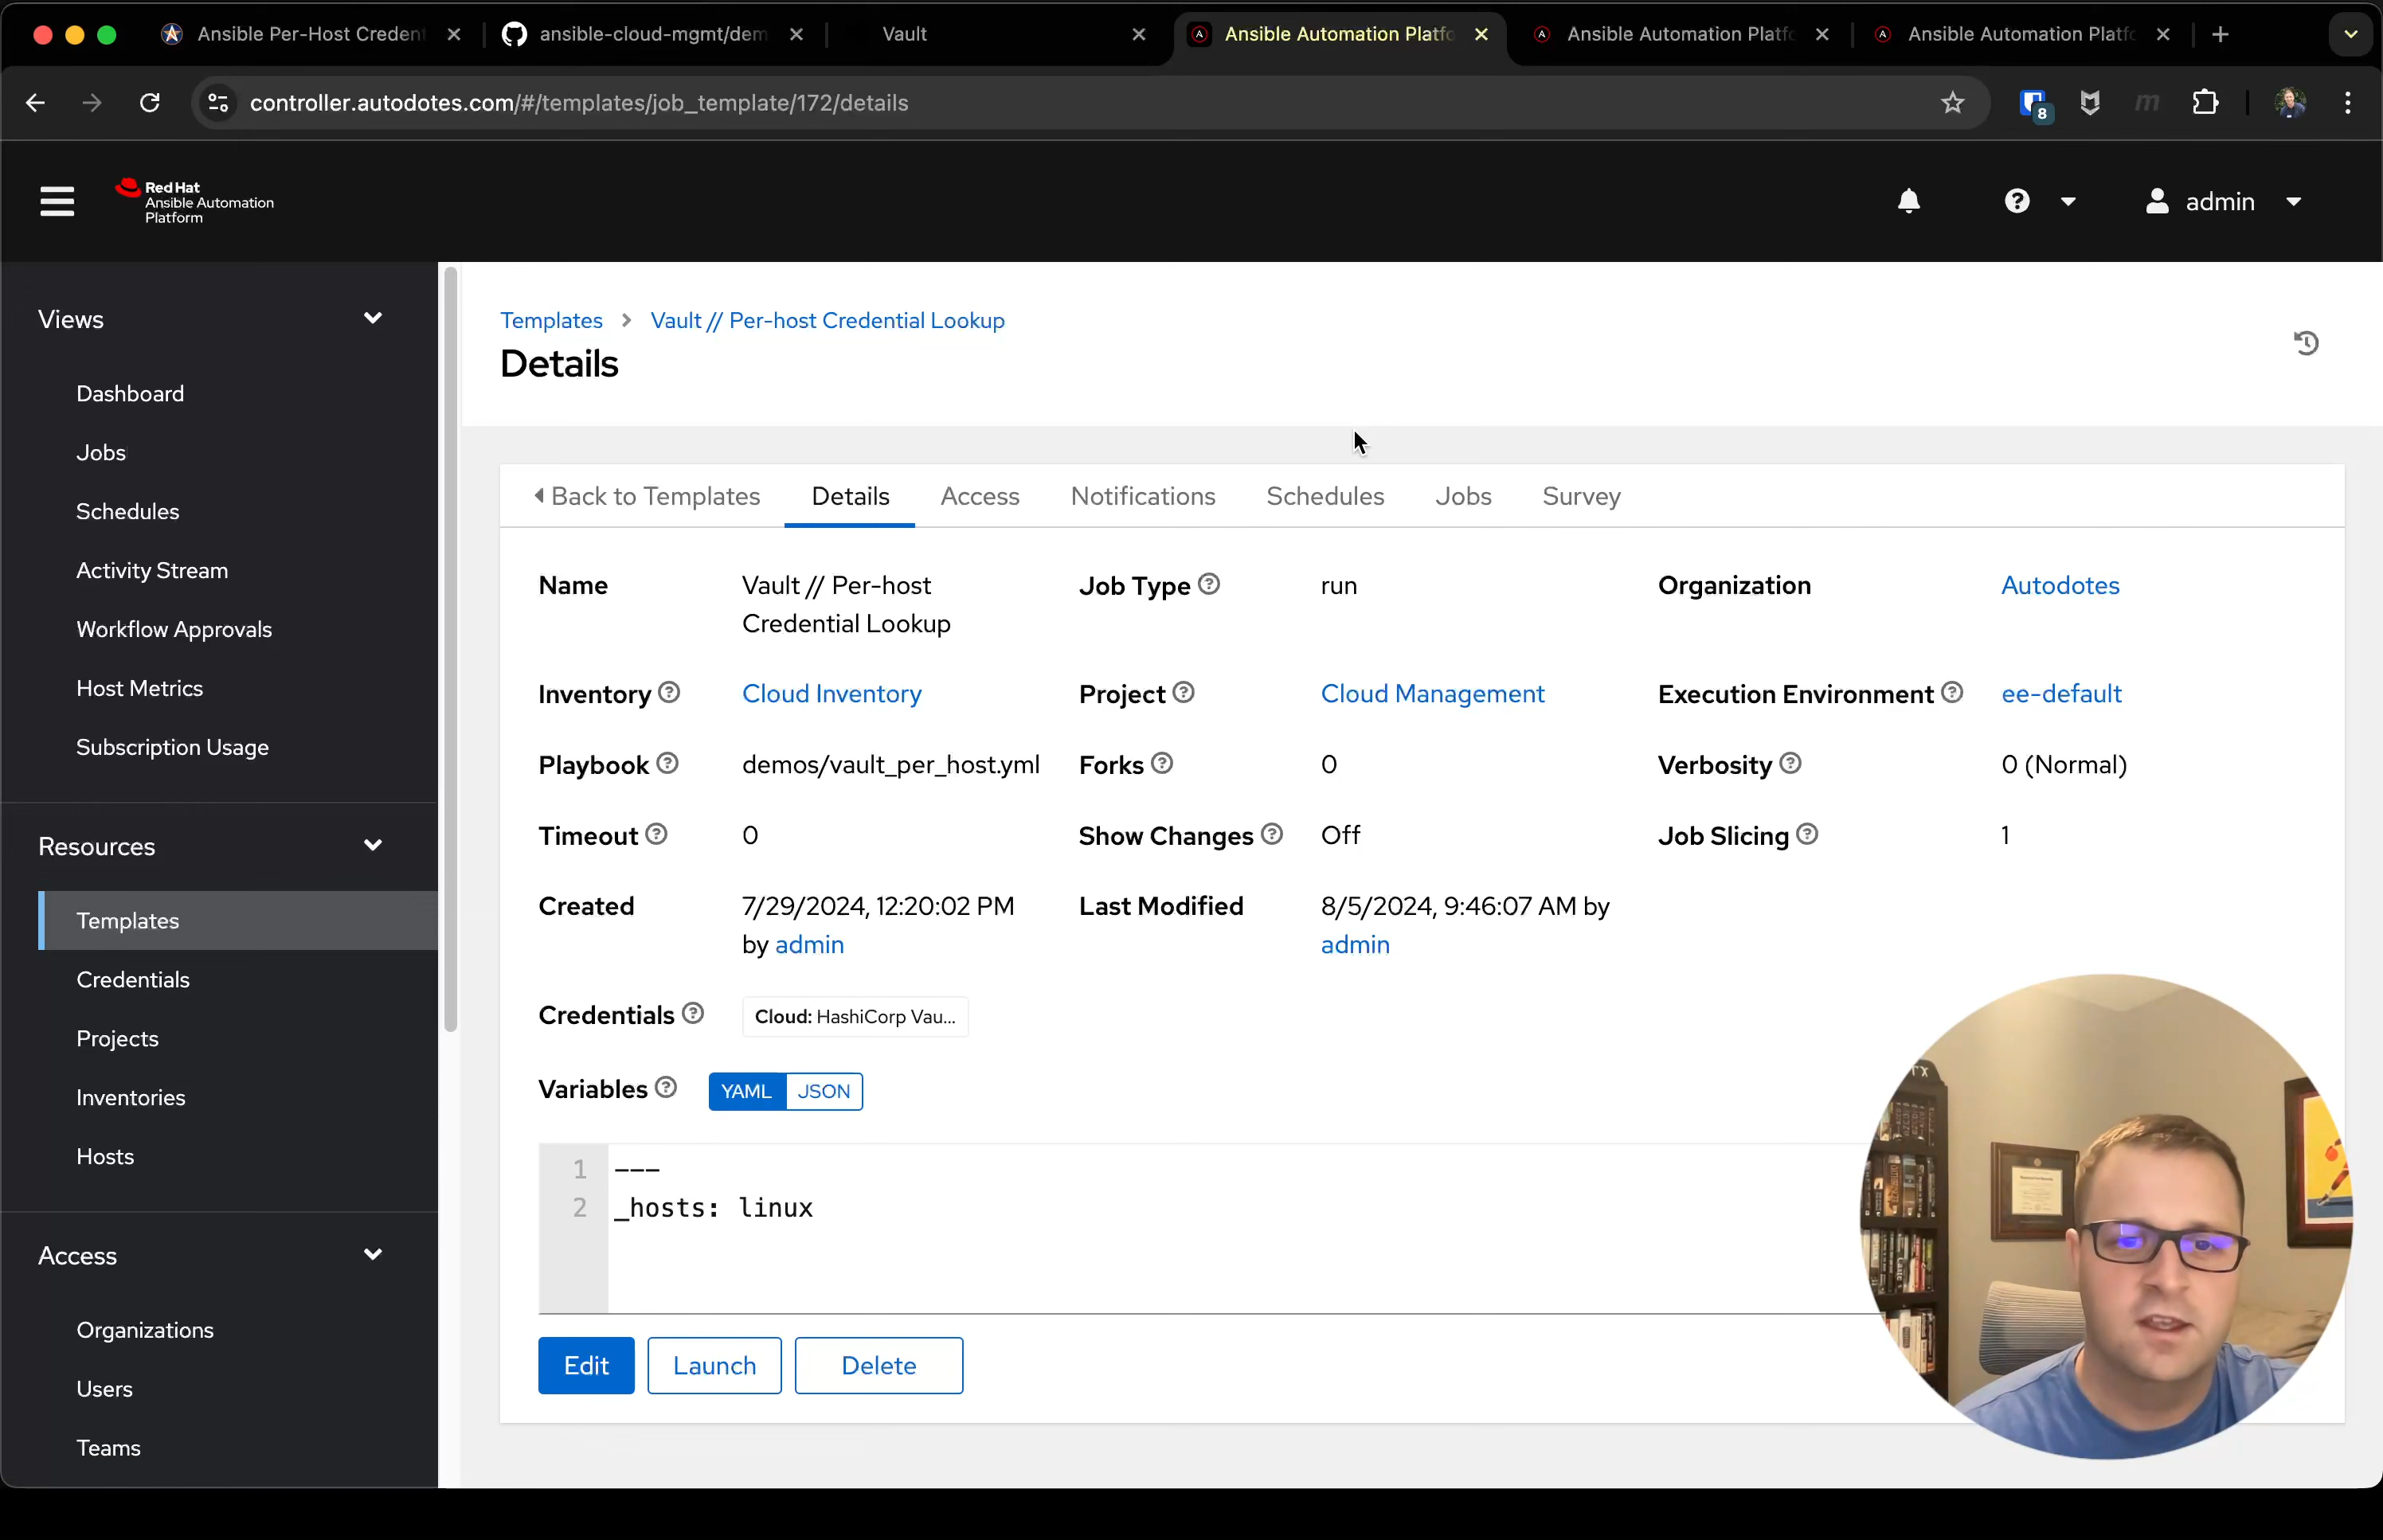 Ansible Per-Host Creden
ansible-cloud-mgmt/dem
Vault
Ansible Automation Platfo
Ansible Automation Platfo
Ansible Automation Platfo
controller.autodotes.com/#/templates/job_template/172/details
8
Red Hat
Ansible Automation
Platform
admin
Views
Dashboard
Jobs
Schedules
Activity Stream
Workflow Approvals
Host Metrics
Subscription Usage
Resources
Templates
Credentials
Projects
Inventories
Hosts
Access
Organizations
Users
Teams
Templates > Vault // Per-host Credential Lookup
Details
Back to Templates Details Access Notifications Schedules Jobs Survey
Name Vault // Per-host Credential Lookup
Job Type run
Organization Autodotes
Inventory Cloud Inventory
Project Cloud Management
Execution Environment ee-default
Playbook demos/vault_per_host.yml
Forks 0
Verbosity 0 (Normal)
Timeout 0
Show Changes Off
Job Slicing 1
Created 7/29/2024, 12:20:02 PM by admin
Last Modified 8/5/2024, 9:46:07 AM by admin
Credentials Cloud: HashiCorp Vau...
Variables YAML JSON
1 ---
2 _hosts: linux
Edit Launch Delete